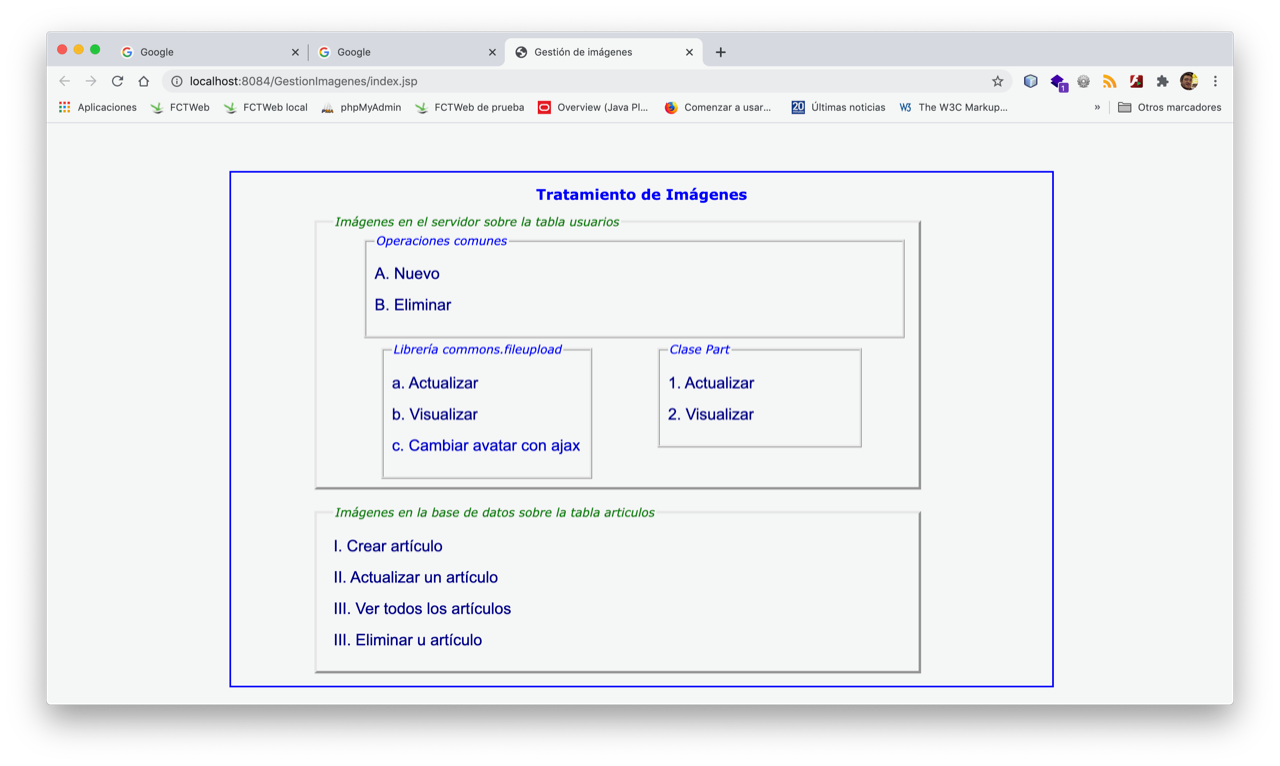 Google
Google
Gestión de imágenes
localhost:8084/GestionImagenes/index.jsp
1
Aplicaciones
FCTWeb
FCTWeb local
phpMyAdmin
FCTWeb de prueba
Overview (Java Pl...
Comenzar a usar...
20
Últimas noticias
W3
The W3C Markup...
»
Otros marcadores
Tratamiento de Imágenes
Imágenes en el servidor sobre la tabla usuarios
Operaciones comunes
A. Nuevo
B. Eliminar
Librería commons.fileupload
a. Actualizar
b. Visualizar
c. Cambiar avatar con ajax
Clase Part
1. Actualizar
2. Visualizar
Imágenes en la base de datos sobre la tabla articulos
I. Crear artículo
II. Actualizar un artículo
III. Ver todos los artículos
III. Eliminar u artículo